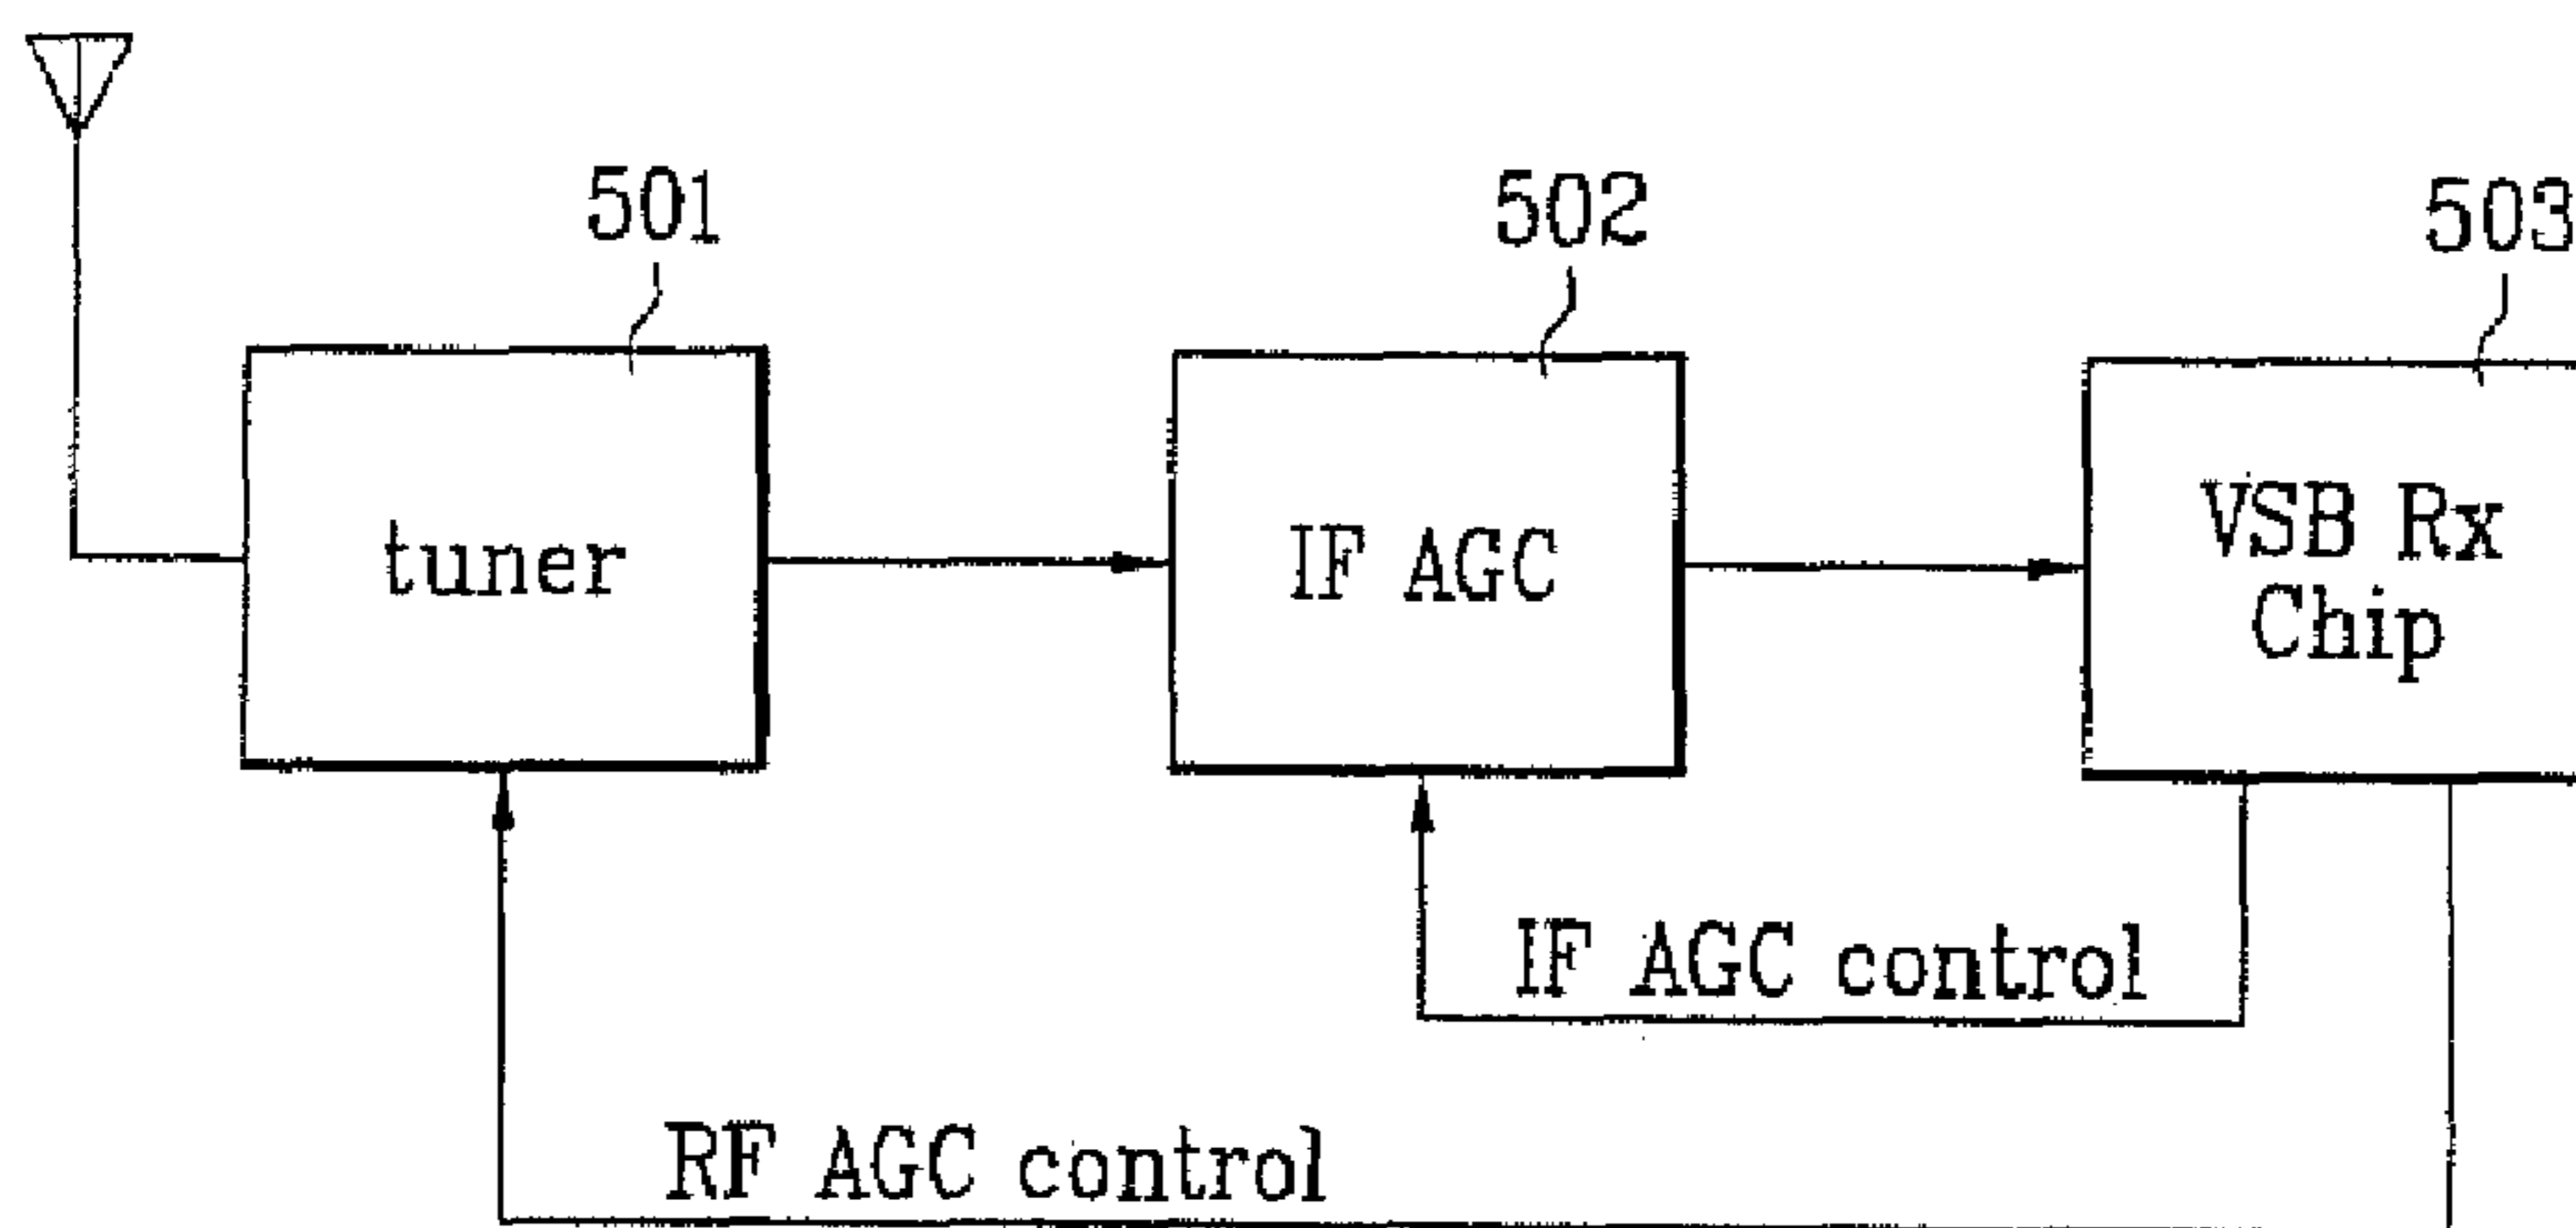 501
502
503
tuner
IF AGC
VSB Rx
Chip
IF AGC control
RF AGC control